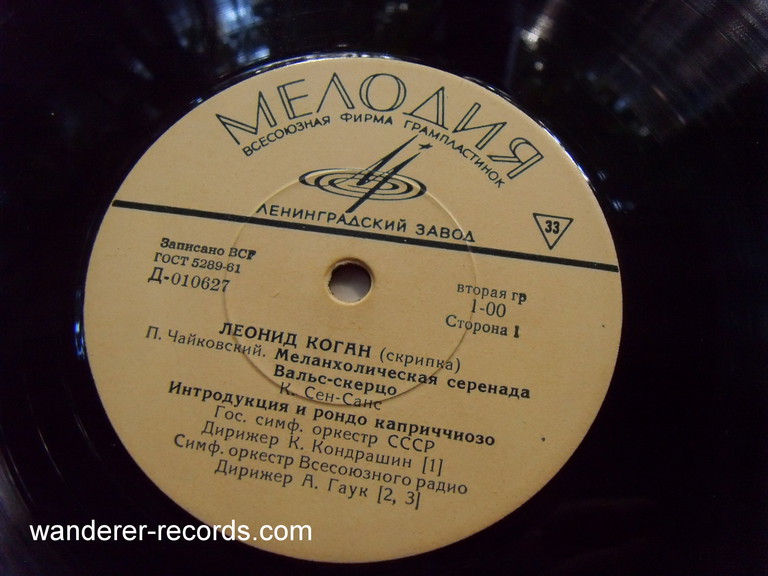 МЕЛОДИЯ
ВСЕСОЮЗНАЯ ФИРМА ГРАМПЛАСТИНОК
ЛЕНИНГРАДСКИЙ ЗАВОД
33
Записано ВСГ
ГОСТ 5289-61
Д-010627
вторая гр
1-00
Сторона 1
ЛЕОНИД КОГАН (скрипка)
П. Чайковский. Меланхолическая серенада
Вальс-скерцо
К. Сен-Санс
Интродукция и рондо каприччиозо
Гос. симф. оркестр СССР
Дирижер К. Кондрашин [1]
Симф. оркестр Всесоюзного радио
Дирижер А. Гаук [2, 3]
wanderer-records.com